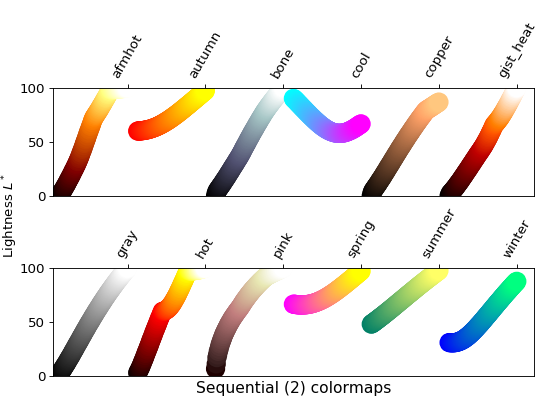 afmhot autumn bone cool copper gist_heat
100
50
0
Lightness L*
gray hot pink spring summer winter
100
50
0
Sequential (2) colormaps